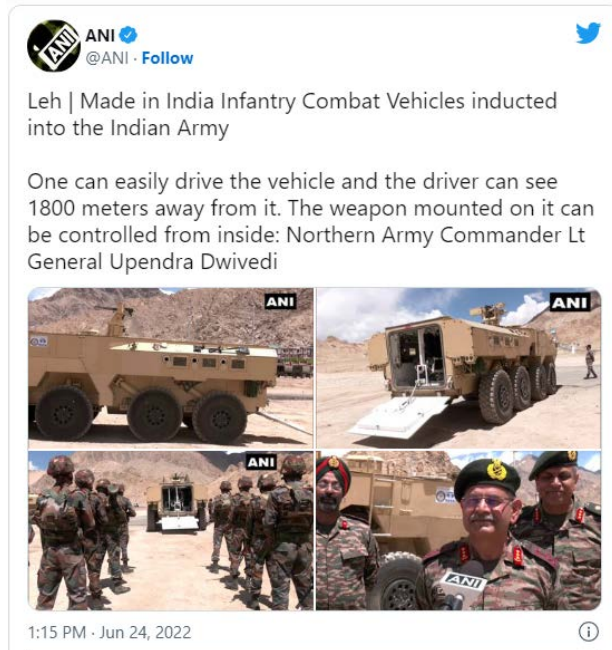 ANI
ANI
@ANI · Follow
Leh | Made in India Infantry Combat Vehicles inducted
into the Indian Army
One can easily drive the vehicle and the driver can see
1800 meters away from it. The weapon mounted on it can
be controlled from inside: Northern Army Commander Lt
General Upendra Dwivedi
ANI
ANI
ANI
ANI
1:15 PM · Jun 24, 2022